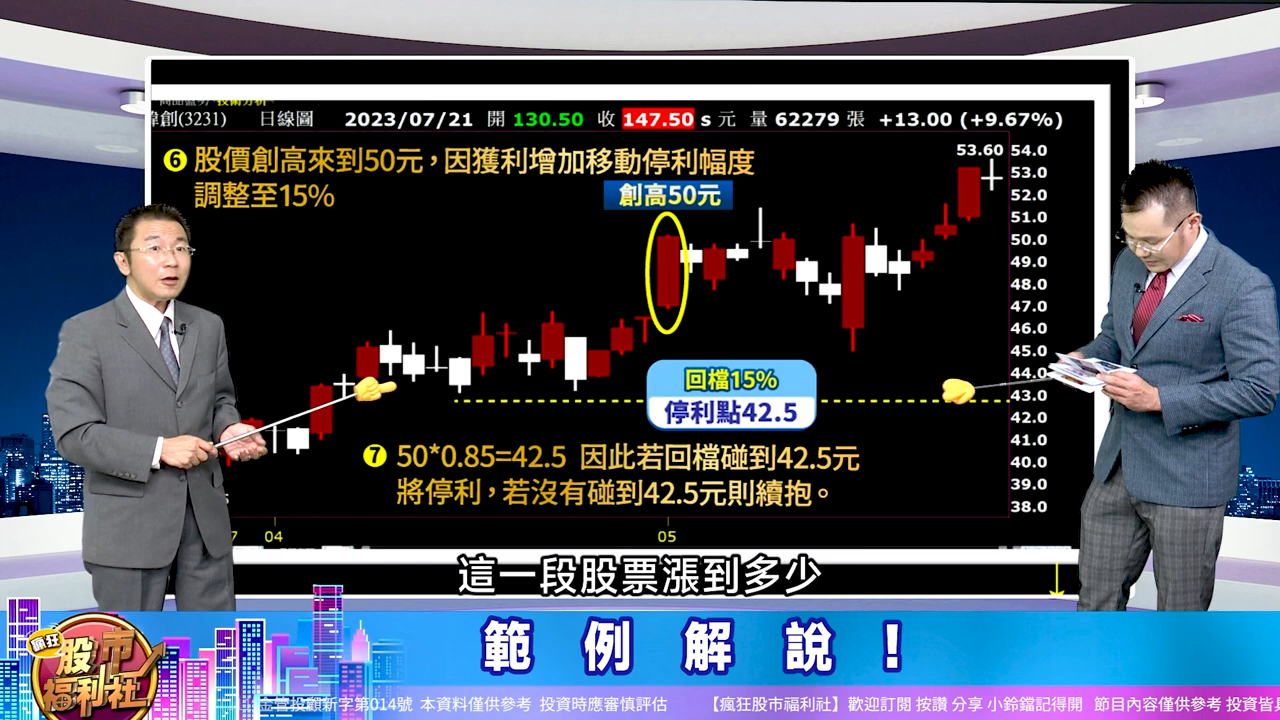 技術分析
緯創(3231) 日線圖 2023/07/21 開 130.50 收 147.50 s 元 量 62279 張 +13.00 (+9.67%)
❻ 股價創高來到50元，因獲利增加移動停利幅度
調整至15%
創高50元
53.60
54.0
53.0
52.0
51.0
50.0
49.0
48.0
47.0
46.0
45.0
44.0
43.0
42.0
41.0
40.0
39.0
38.0
回檔15%
停利點42.5
❼ 50*0.85=42.5 因此若回檔碰到42.5元
將停利，若沒有碰到42.5元則續抱。
04
05
這一段股票漲到多少
範例解說！
瘋狂
股市
福利社
金管投顧新字第014號 本資料僅供參考 投資時應審慎評估 【瘋狂股市福利社】歡迎訂閱 按讚 分享 小鈴鐺記得開 節目內容僅供參考 投資皆